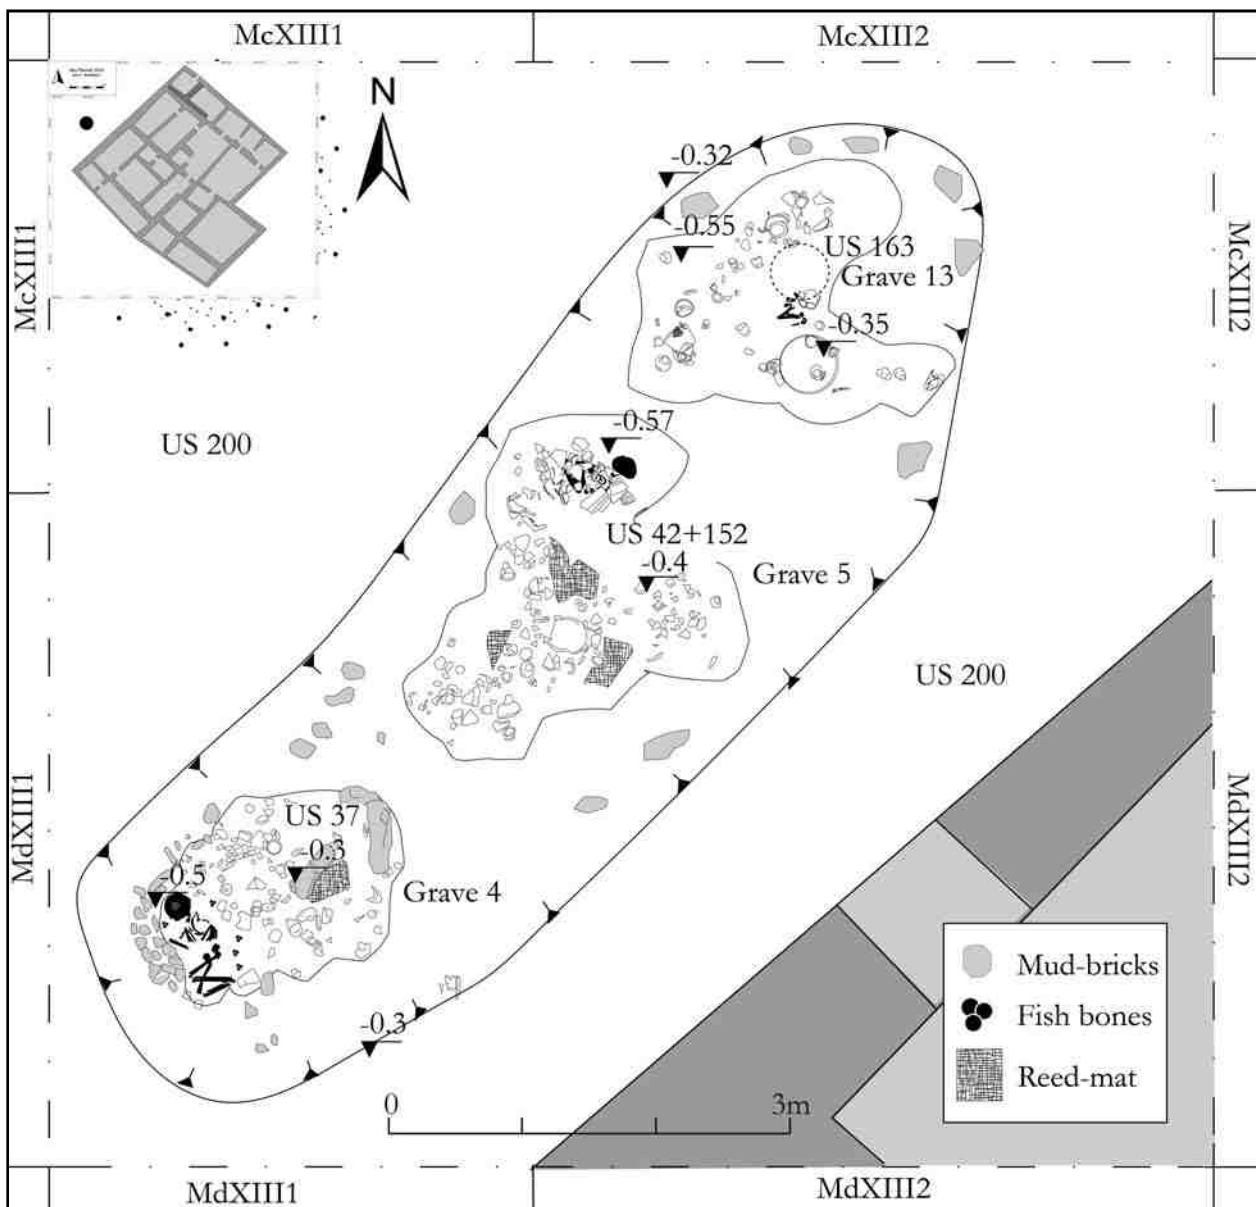 McXIII1
McXIII2
N
-0.32
-0.55
US 163
Grave 13
-0.35
McXIII1
McXIII2
US 200
-0.57
US 42+152
-0.4
Grave 5
US 200
US 37
-0.3
-0.5
Grave 4
MdXIII1
MdXIII2
-0.3
0
3m
Mud-bricks
Fish bones
Reed-mat
MdXIII1
MdXIII2